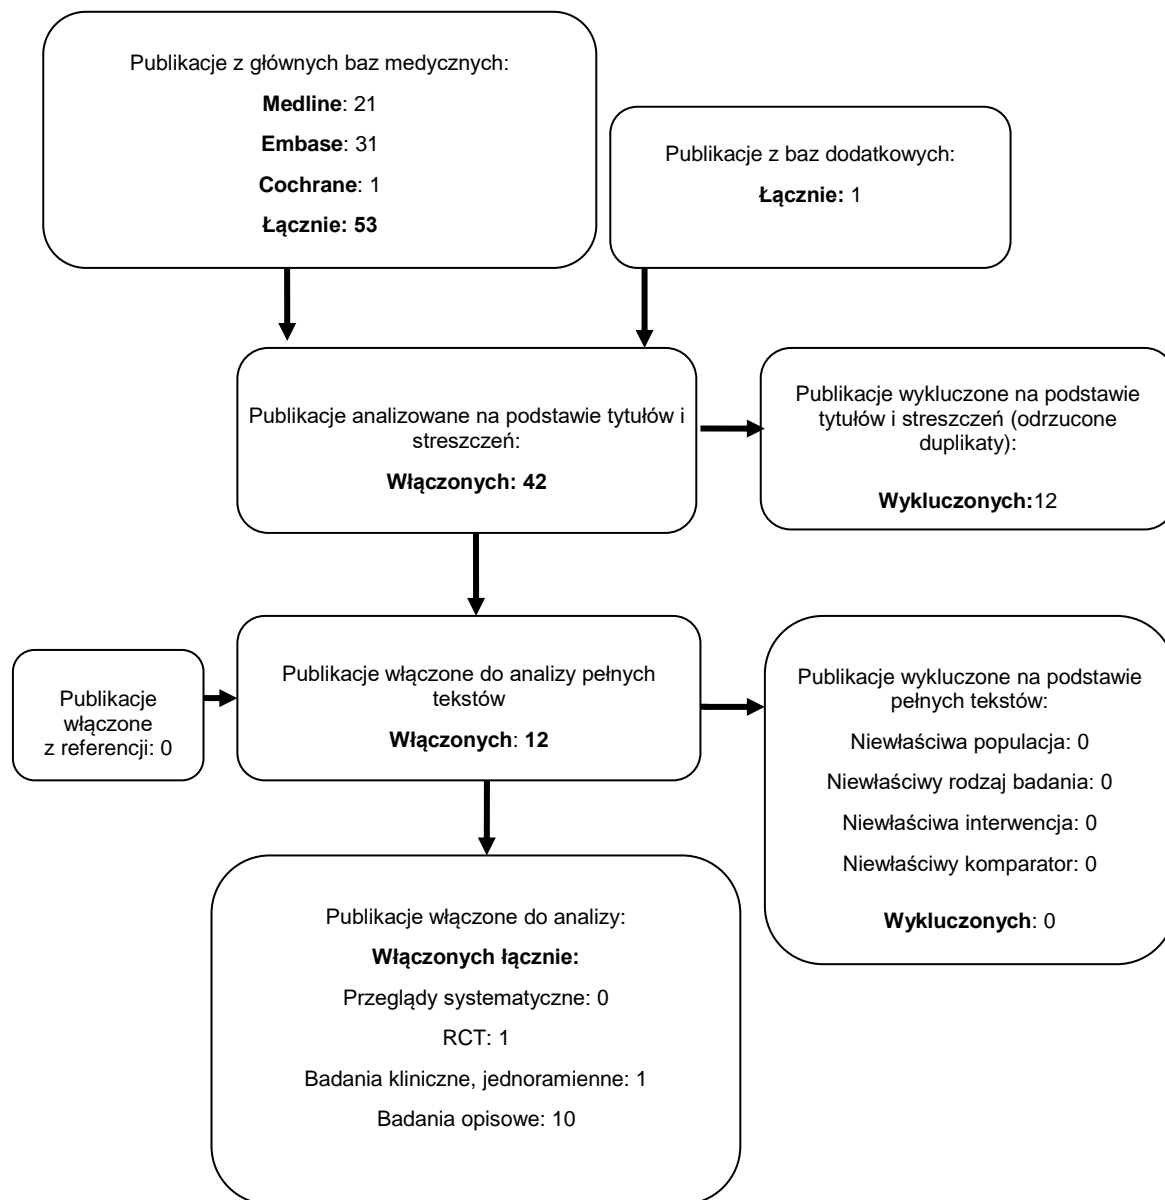 Publikacje z głównych baz medycznych:
Medline: 21
Embase: 31
Cochrane: 1
Łącznie: 53
Publikacje z baz dodatkowych:
Łącznie: 1
Publikacje analizowane na podstawie tytułów i
streszczeń:
Włączonych: 42
Publikacje wykluczone na podstawie
tytułów i streszczeń (odrzucone
duplikaty):
Wykluczonych:12
Publikacje
włączone
z referencji: 0
Publikacje włączone do analizy pełnych
tekstów
Włączonych: 12
Publikacje wykluczone na podstawie
pełnych tekstów:
Niewłaściwa populacja: 0
Niewłaściwy rodzaj badania: 0
Niewłaściwa interwencja: 0
Niewłaściwy komparator: 0
Wykluczonych: 0
Publikacje włączone do analizy:
Włączonych łącznie:
Przeglądy systematyczne: 0
RCT: 1
Badania kliniczne, jednoramienne: 1
Badania opisowe: 10